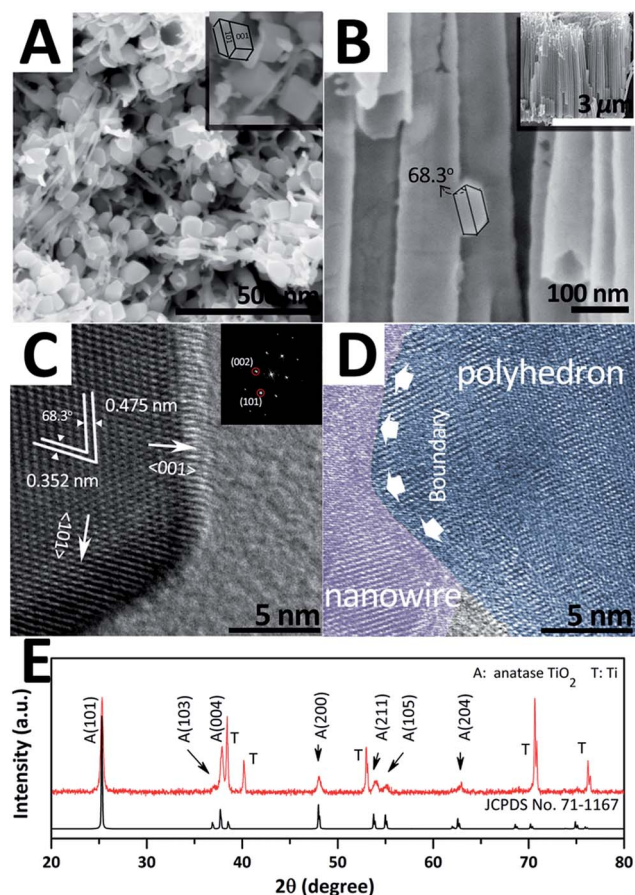 A
101
001
500 nm
B
3 μm
68.3°
100 nm
C
(002)
(101)
0.475 nm
68.3°
0.352 nm
<001>
<101>
5 nm
D
polyhedron
Boundary
nanowire
5 nm
E
A: anatase TiO2 T: Ti
A(101)
A(103)
A(004)
T
T
A(200)
T
A(211)
A(105)
A(204)
T
T
JCPDS No. 71-1167
Intensity (a.u.)
20 30 40 50 60 70 80
2θ (degree)